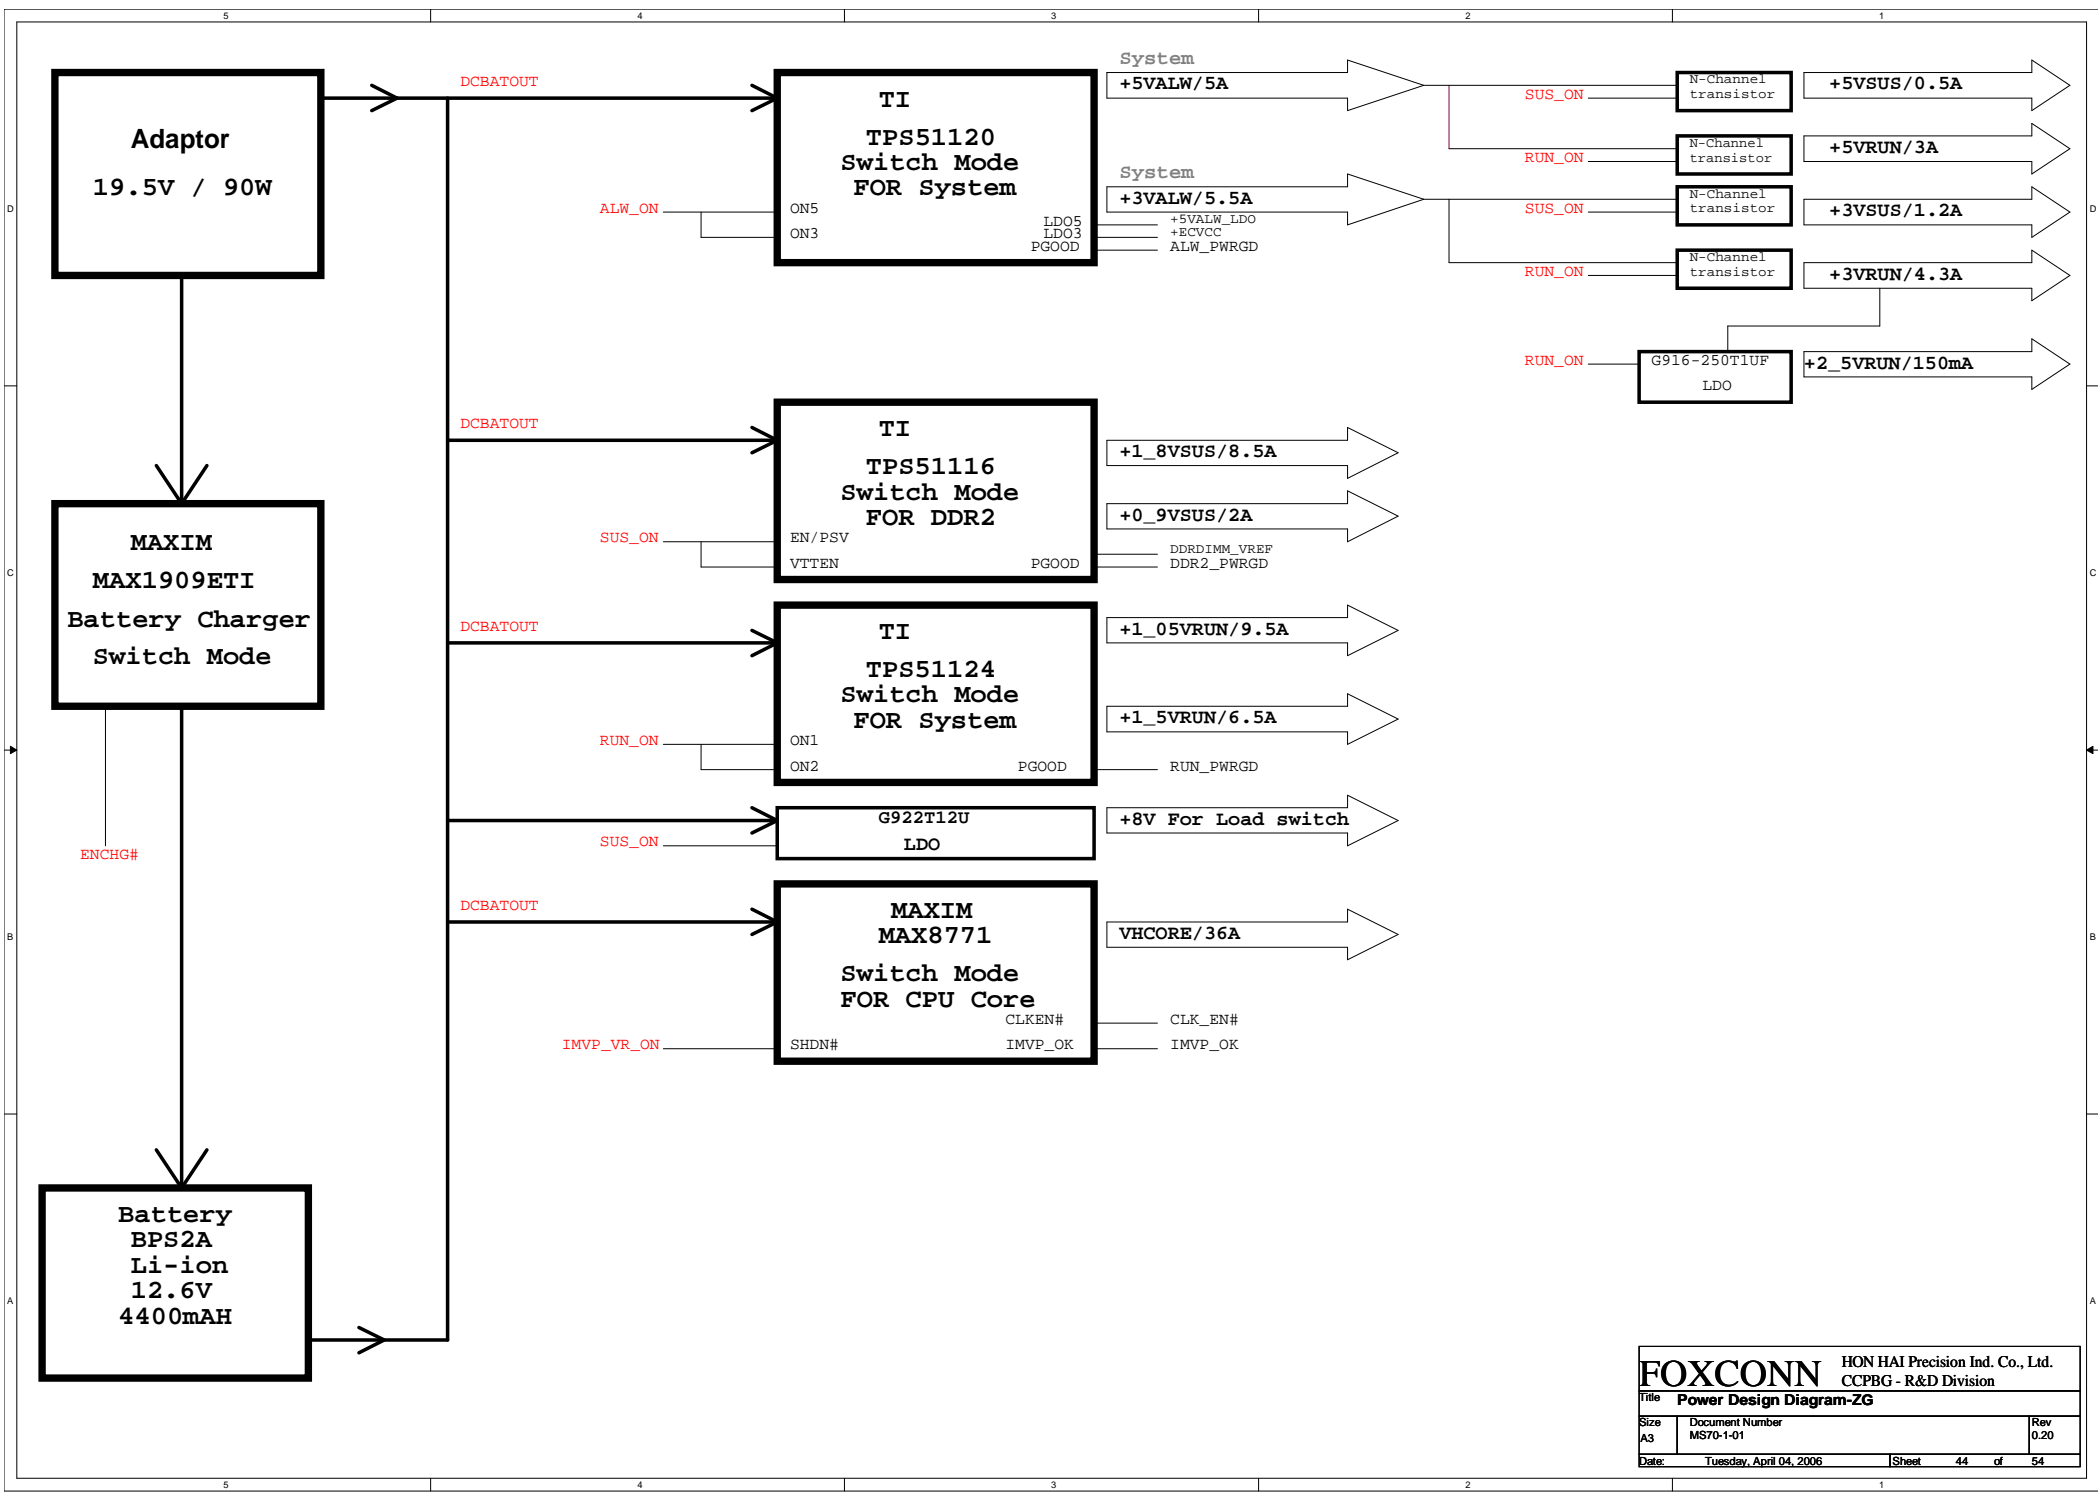 5 4 3 2 1
Adaptor
19.5V / 90W
DCBATOUT
TI
TPS51120
Switch Mode
FOR System
ALW_ON
ON5
ON3
LDO5
LDO3
PGOOD
+5VALW_LDO
+ECVCC
ALW_PWRGD
System
+5VALW/5A
System
+3VALW/5.5A
SUS_ON
N-Channel
transistor
+5VSUS/0.5A
RUN_ON
N-Channel
transistor
+5VRUN/3A
SUS_ON
N-Channel
transistor
+3VSUS/1.2A
RUN_ON
N-Channel
transistor
+3VRUN/4.3A
RUN_ON
G916-250T1UF
LDO
+2_5VRUN/150mA
D
D
DCBATOUT
TI
TPS51116
Switch Mode
FOR DDR2
SUS_ON
EN/PSV
VTTEN
PGOOD
+1_8VSUS/8.5A
+0_9VSUS/2A
DDRDIMM_VREF
DDR2_PWRGD
MAXIM
MAX1909ETI
Battery Charger
Switch Mode
ENCHG#
C
C
DCBATOUT
TI
TPS51124
Switch Mode
FOR System
RUN_ON
ON1
ON2
PGOOD
+1_05VRUN/9.5A
+1_5VRUN/6.5A
RUN_PWRGD
SUS_ON
G922T12U
LDO
+8V For Load switch
DCBATOUT
MAXIM
MAX8771
Switch Mode
FOR CPU Core
CLKEN#
IMVP_VR_ON
SHDN#
IMVP_OK
VHCORE/36A
CLK_EN#
IMVP_OK
B
B
Battery
BPS2A
Li-ion
12.6V
4400mAH
A
A
FOXCONN
HON HAI Precision Ind. Co., Ltd.
CCPBG - R&D Division
Title Power Design Diagram-ZG
Size
A3
Document Number
MS70-1-01
Rev
0.20
Date: Tuesday, April 04, 2006 Sheet 44 of 54
5 4 3 2 1